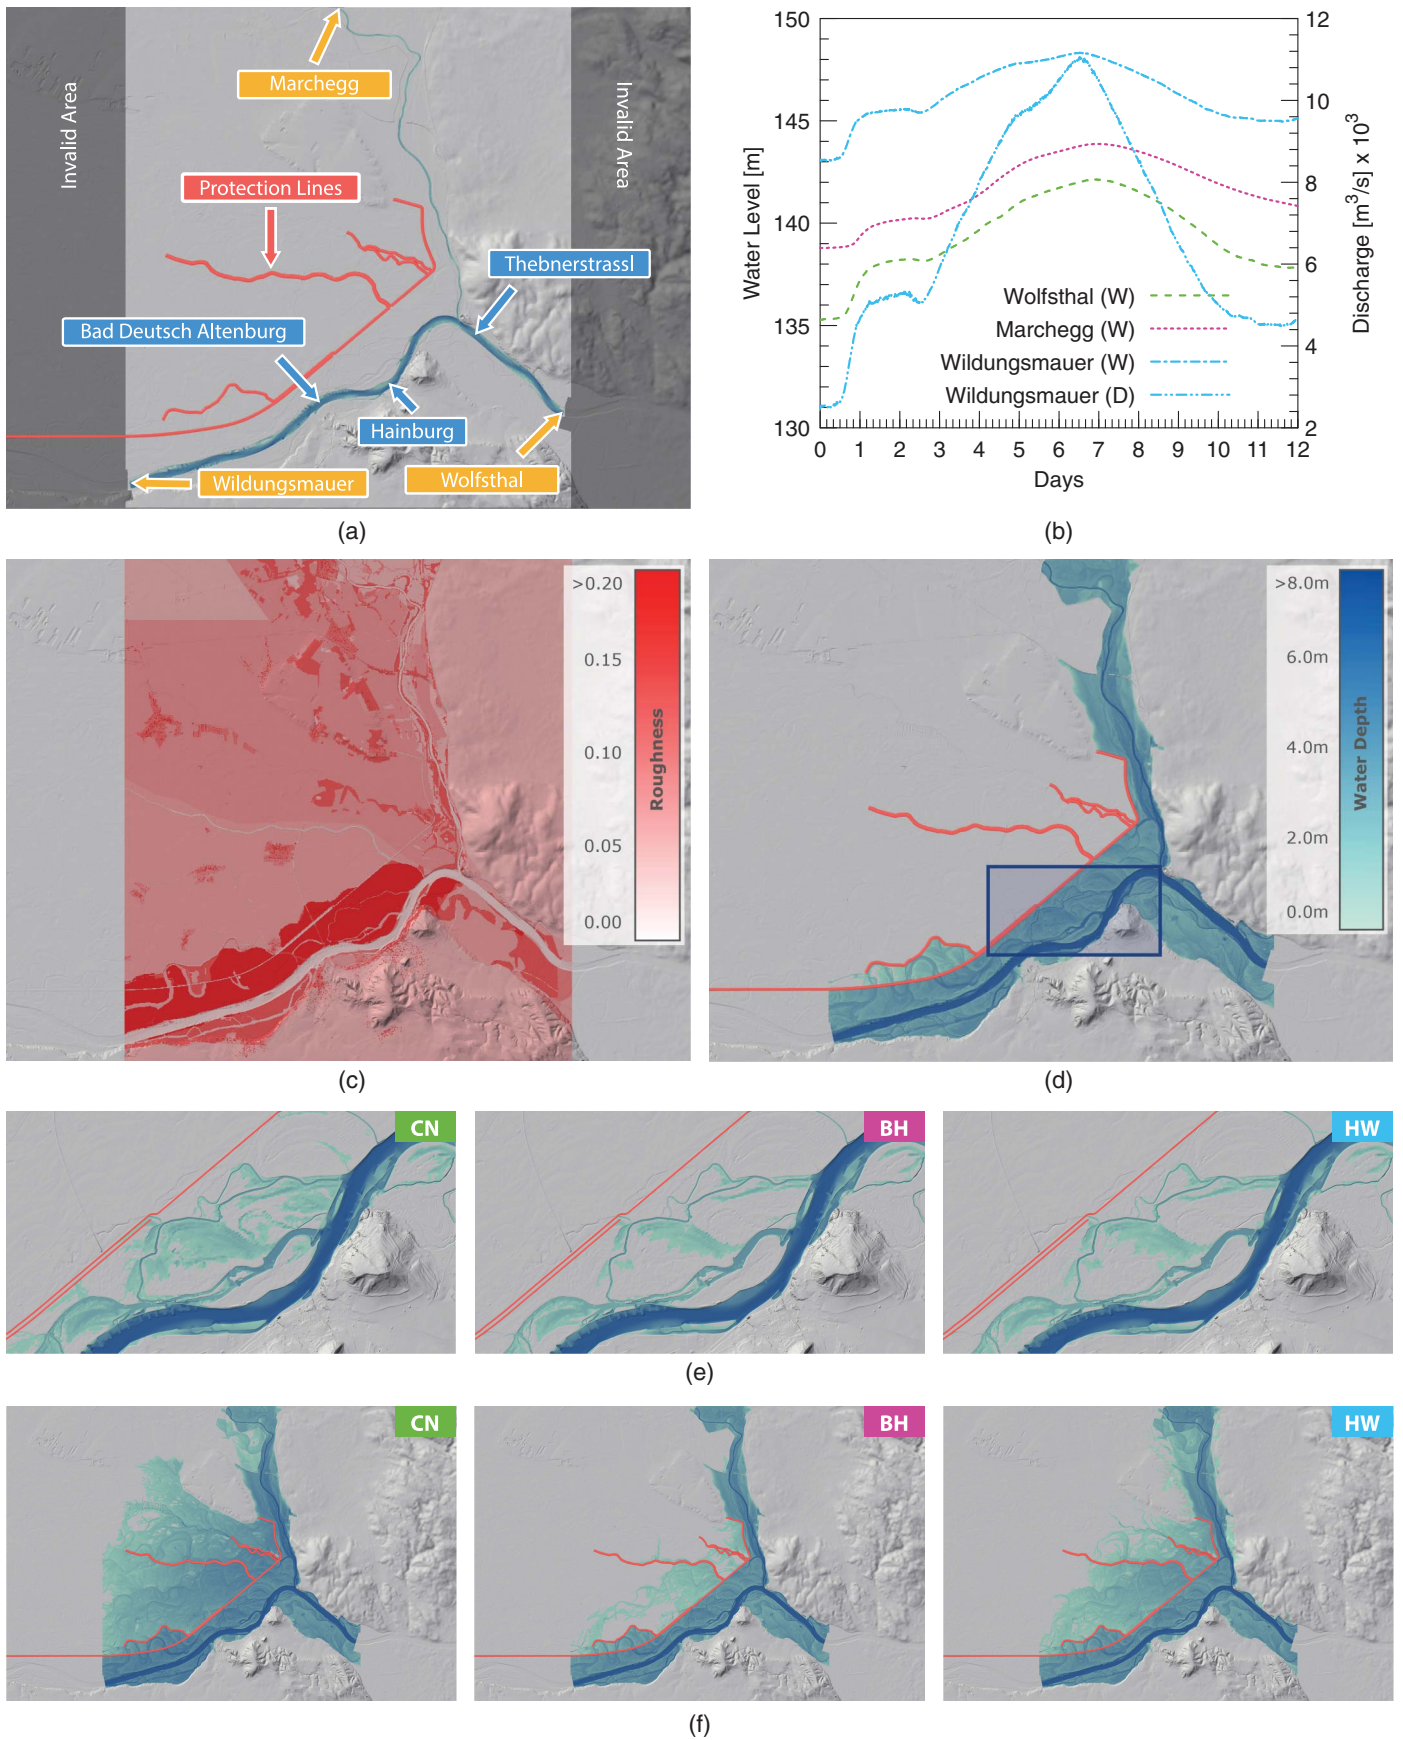 Invalid Area
Marchegg
Invalid Area
Protection Lines
Thebnerstrassl
Bad Deutsch Altenburg
Hainburg
Wildungsmauer
Wolfsthal
(a)
150
145
140
135
130
Water Level [m]
12
10
8
6
4
2
Discharge [m³/s] x 10³
Wolfsthal (W)
Marchegg (W)
Wildungsmauer (W)
Wildungsmauer (D)
0 1 2 3 4 5 6 7 8 9 10 11 12
Days
(b)
>0.20
0.15
0.10
0.05
0.00
Roughness
(c)
>8.0m
6.0m
4.0m
2.0m
0.0m
Water Depth
(d)
CN
BH
HW
(e)
CN
BH
HW
(f)